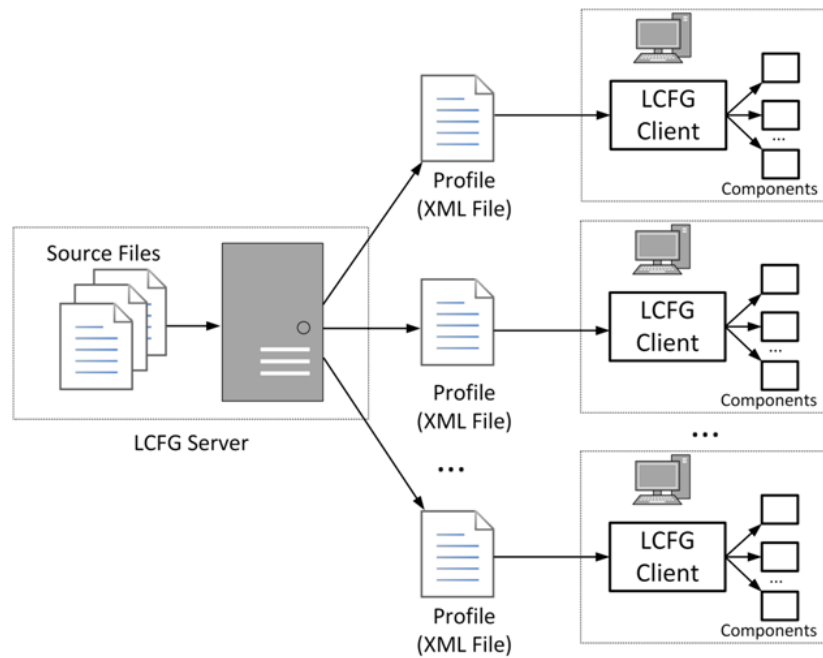 LCFG
Client
...
Components
Profile
(XML File)
Source Files
LCFG Server
LCFG
Client
...
Components
Profile
(XML File)
...
...
LCFG
Client
...
Components
Profile
(XML File)